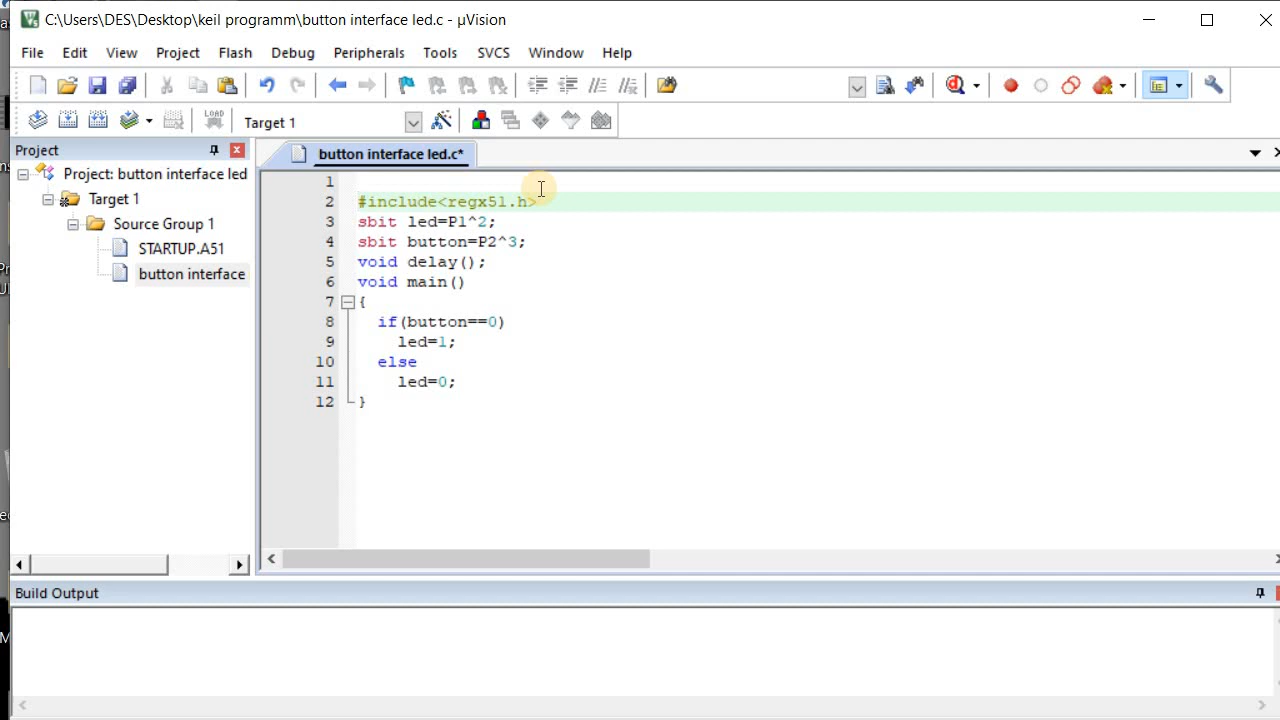 C:\Users\DES\Desktop\keil programm\button interface led.c - µVision
File Edit View Project Flash Debug Peripherals Tools SVCS Window Help
LOAD Target 1
Project
button interface led.c*
Project: button interface led
Target 1
Source Group 1
STARTUP.A51
button interface
1
2 #include<regx51.h>
3 sbit led=P1^2;
4 sbit button=P2^3;
5 void delay();
6 void main()
7 {
8 if(button==0)
9 led=1;
10 else
11 led=0;
12 }
Build Output